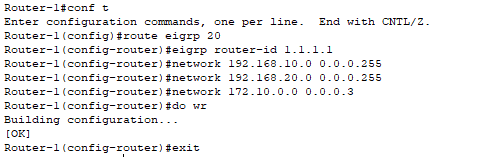 Router-1#conf t
Enter configuration commands, one per line.  End with CNTL/Z.
Router-1(config)#route eigrp 20
Router-1(config-router)#eigrp router-id 1.1.1.1
Router-1(config-router)#network 192.168.10.0 0.0.0.255
Router-1(config-router)#network 192.168.20.0 0.0.0.255
Router-1(config-router)#network 172.10.0.0 0.0.0.3
Router-1(config-router)#do wr
Building configuration...
[OK]
Router-1(config-router)#exit